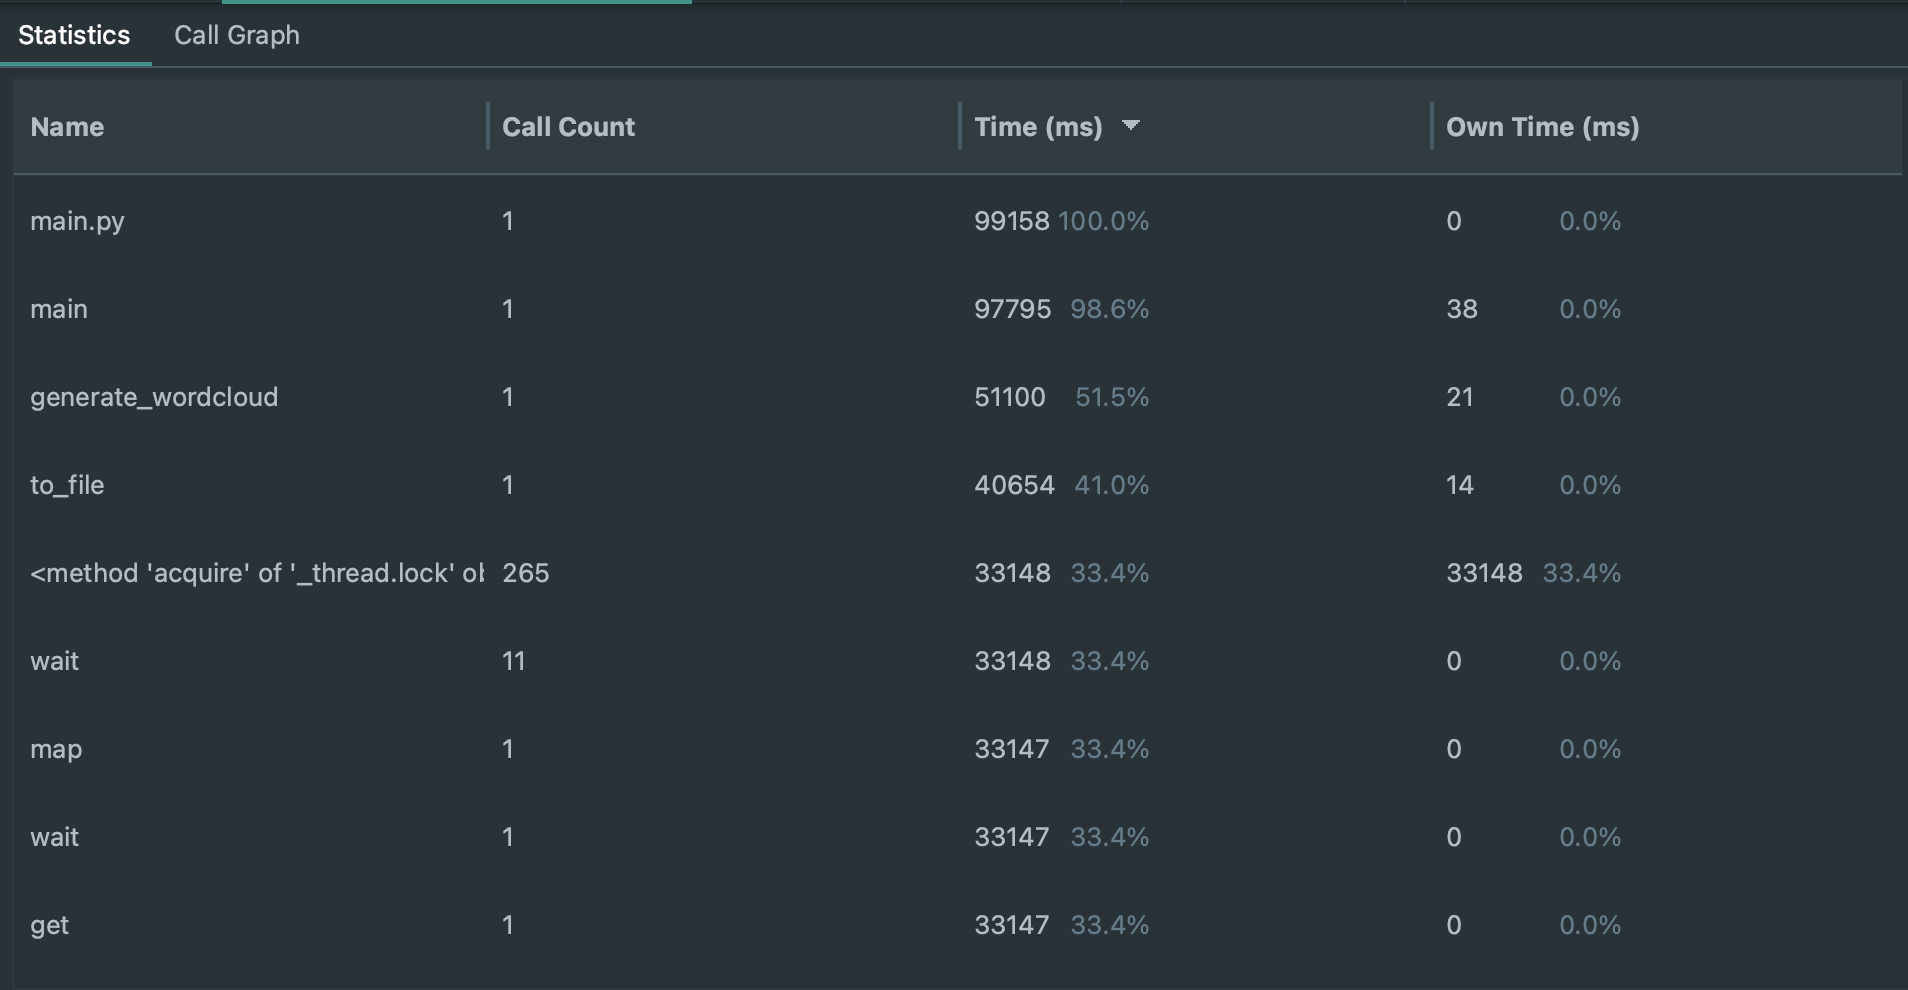 Statistics Call Graph
Name Call Count Time (ms) Own Time (ms)
main.py 1 99158 100.0% 0 0.0%
main 1 97795 98.6% 38 0.0%
generate_wordcloud 1 51100 51.5% 21 0.0%
to_file 1 40654 41.0% 14 0.0%
<method 'acquire' of '_thread.lock' ob 265 33148 33.4% 33148 33.4%
wait 11 33148 33.4% 0 0.0%
map 1 33147 33.4% 0 0.0%
wait 1 33147 33.4% 0 0.0%
get 1 33147 33.4% 0 0.0%